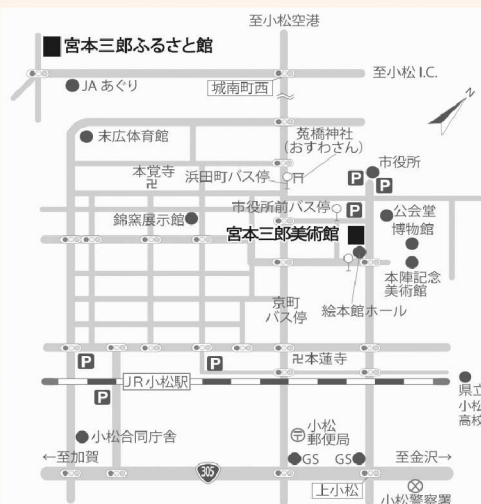 至小松空港
宮本三郎ふるさと館
至小松I.C.
JAあぐり
城南町西
末広体育館
菟橋神社
(おすわさん)
本覚寺
浜田町バス停
市役所
P
P
市役所前バス停
P
公会堂
錦窯展示館
博物館
宮本三郎美術館
本陣記念
美術館
京町
バス停
絵本館ホール
卍本蓮寺
P
P
JR小松駅
P
県立
小松
高校
小松合同庁舎
小松
郵便局
←至加賀
GS
GS
至金沢→
305
上小松
小松警察署